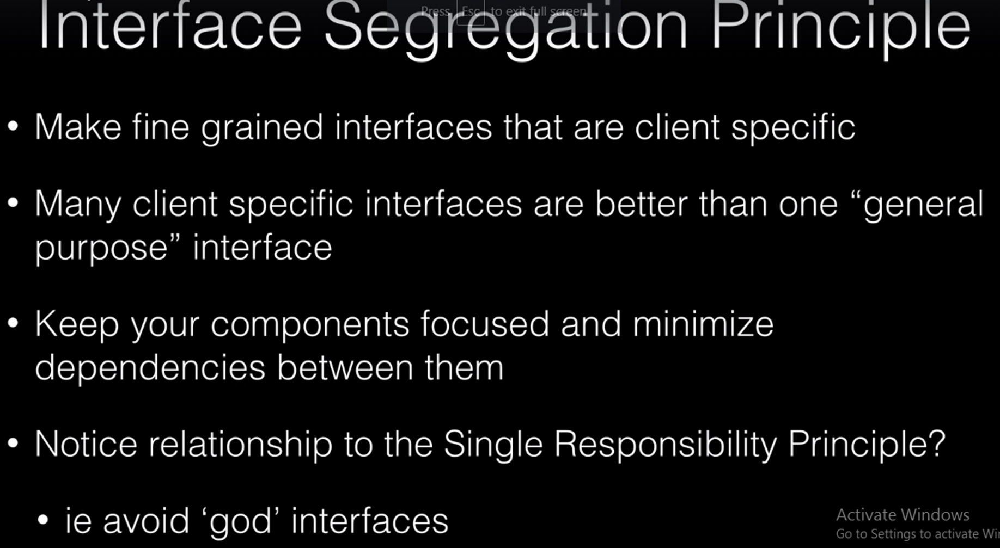 Interface Segregation Principle
Press Esc to exit full screen
• Make fine grained interfaces that are client specific
• Many client specific interfaces are better than one “general
purpose” interface
• Keep your components focused and minimize
dependencies between them
• Notice relationship to the Single Responsibility Principle?
• ie avoid ‘god’ interfaces
Activate Windows
Go to Settings to activate Wi